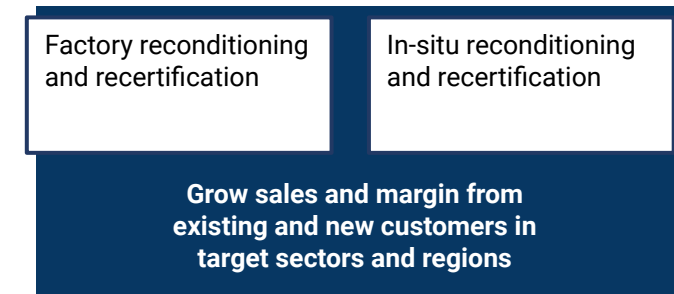 Factory reconditioning
and recertification
In-situ reconditioning
and recertification
Grow sales and margin from
existing and new customers in
target sectors and regions